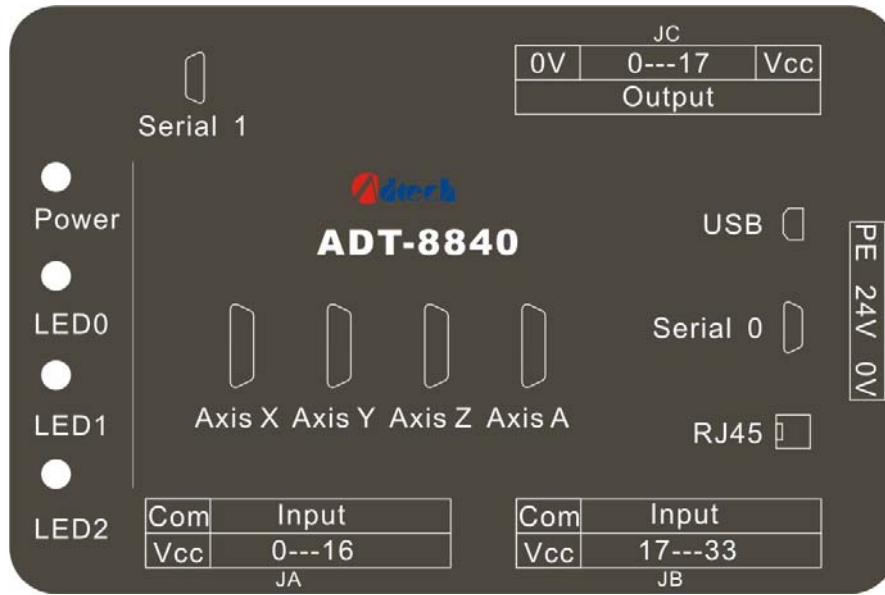 JC
0V 0---17 Vcc
Output
Serial 1
Adtech
ADT-8840
Power
LED0
LED1
LED2
USB
Serial 0
RJ45
PE 24V 0V
Axis X Axis Y Axis Z Axis A
Com Input
Vcc 0---16
JA
Com Input
Vcc 17---33
JB